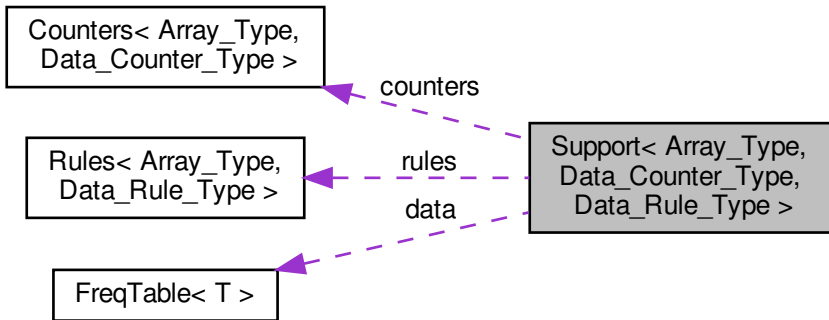 Counters< Array_Type,
Data_Counter_Type >
counters
Rules< Array_Type,
Data_Rule_Type >
rules
data
FreqTable< T >
Support< Array_Type,
Data_Counter_Type,
Data_Rule_Type >